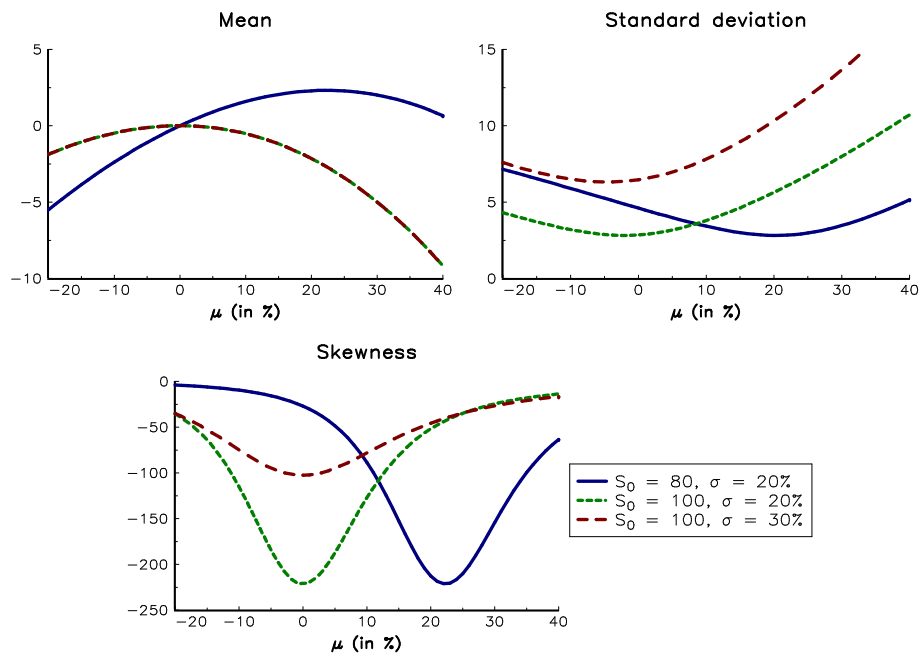 Mean
5
0
−5
−10
−20 −10 0 10 20 30 40
μ (in %)
Standard deviation
15
10
5
0
−20 −10 0 10 20 30 40
μ (in %)
Skewness
0
−50
−100
−150
−200
−250
−20 −10 0 10 20 30 40
μ (in %)
S₀ = 80, σ = 20%
S₀ = 100, σ = 20%
S₀ = 100, σ = 30%